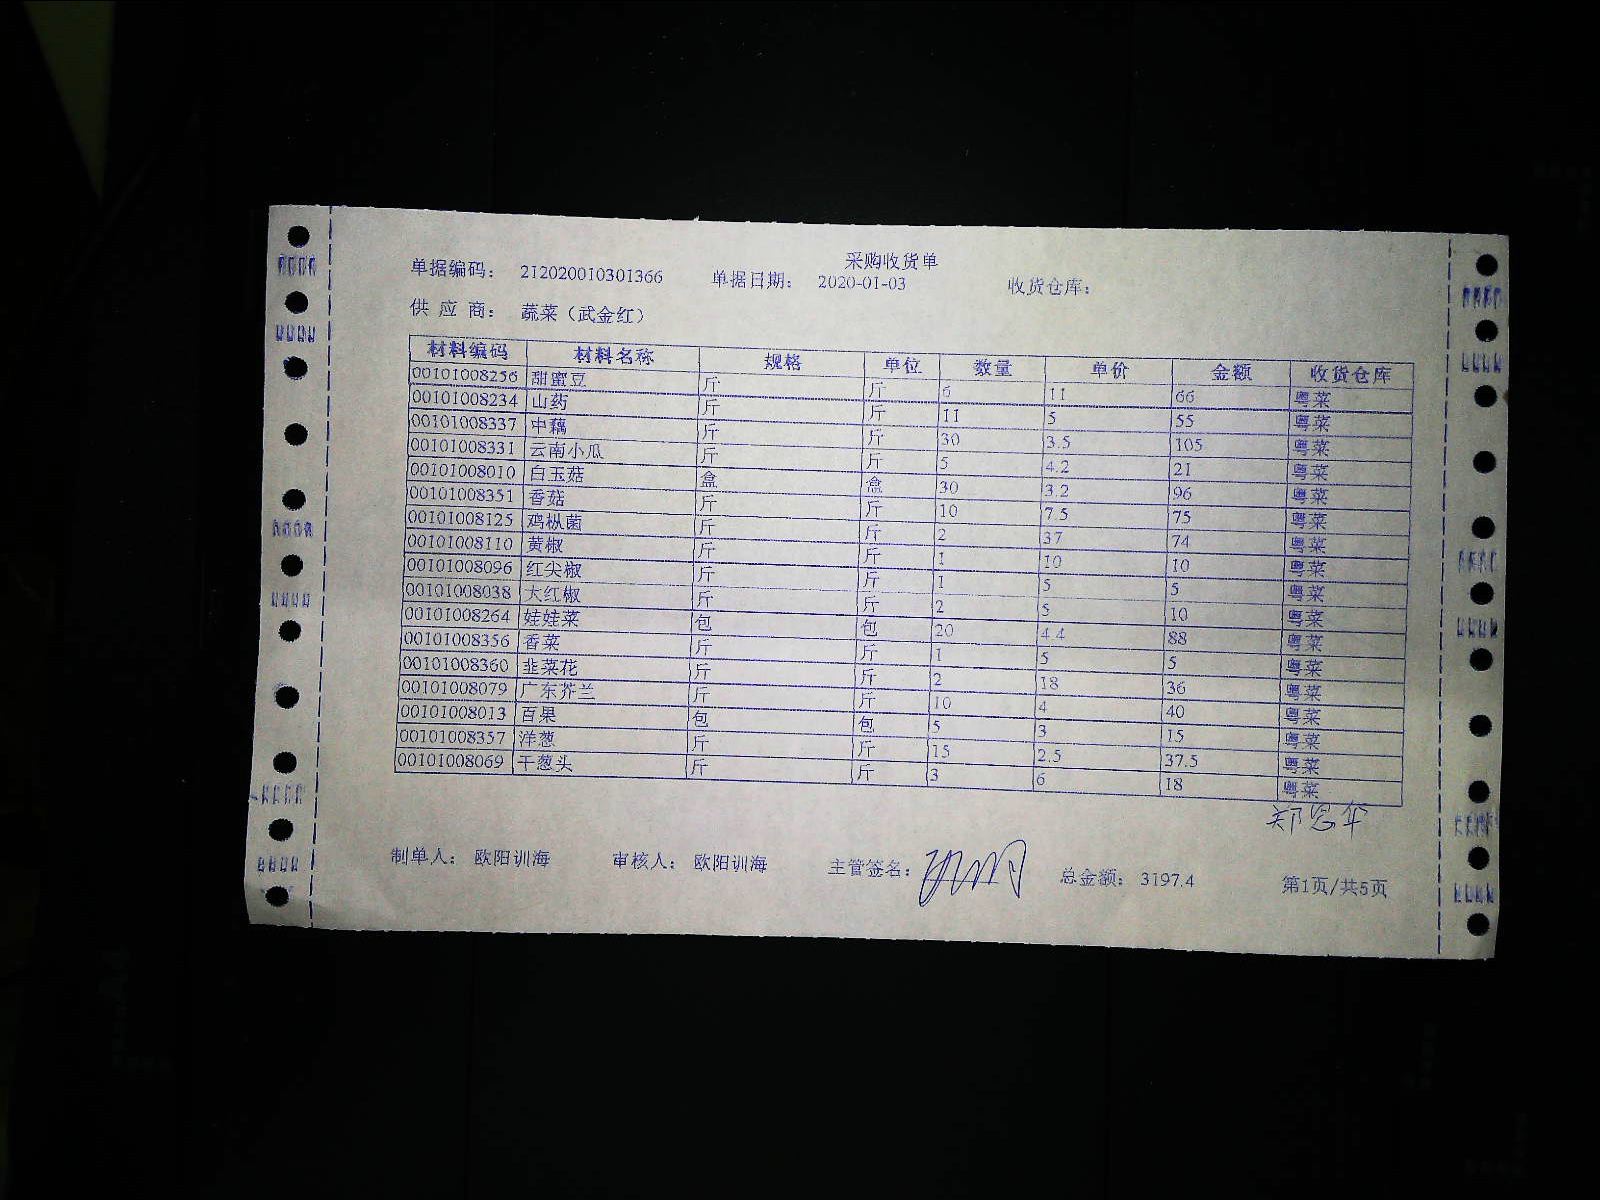 采购收货单
单据编码： 212020010301366 单据日期： 2020-01-03 收货仓库：
供 应 商： 蔬菜（武金红）
材料编码 材料名称 规格 单位 数量 单价 金额 收货仓库
00101008256 甜蜜豆 斤 斤 6 11 66 粤菜
00101008234 山药 斤 斤 11 5 55 粤菜
00101008337 中藕 斤 斤 30 3.5 105 粤菜
00101008331 云南小瓜 斤 斤 5 4.2 21 粤菜
00101008010 白玉菇 盒 盒 30 3.2 96 粤菜
00101008351 香菇 斤 斤 10 7.5 75 粤菜
00101008125 鸡枞菌 斤 斤 2 37 74 粤菜
00101008110 黄椒 斤 斤 1 10 10 粤菜
00101008096 红尖椒 斤 斤 1 5 5 粤菜
00101008038 大红椒 斤 斤 2 5 10 粤菜
00101008264 娃娃菜 包 包 20 4.4 88 粤菜
00101008356 香菜 斤 斤 1 5 5 粤菜
00101008360 韭菜花 斤 斤 2 18 36 粤菜
00101008079 广东芥兰 斤 斤 10 4 40 粤菜
00101008013 百果 包 包 5 3 15 粤菜
00101008357 洋葱 斤 斤 15 2.5 37.5 粤菜
00101008069 干葱头 斤 斤 3 6 18 粤菜
制单人： 欧阳训海 审核人： 欧阳训海 主管签名： 总金额： 3197.4 第1页/共5页